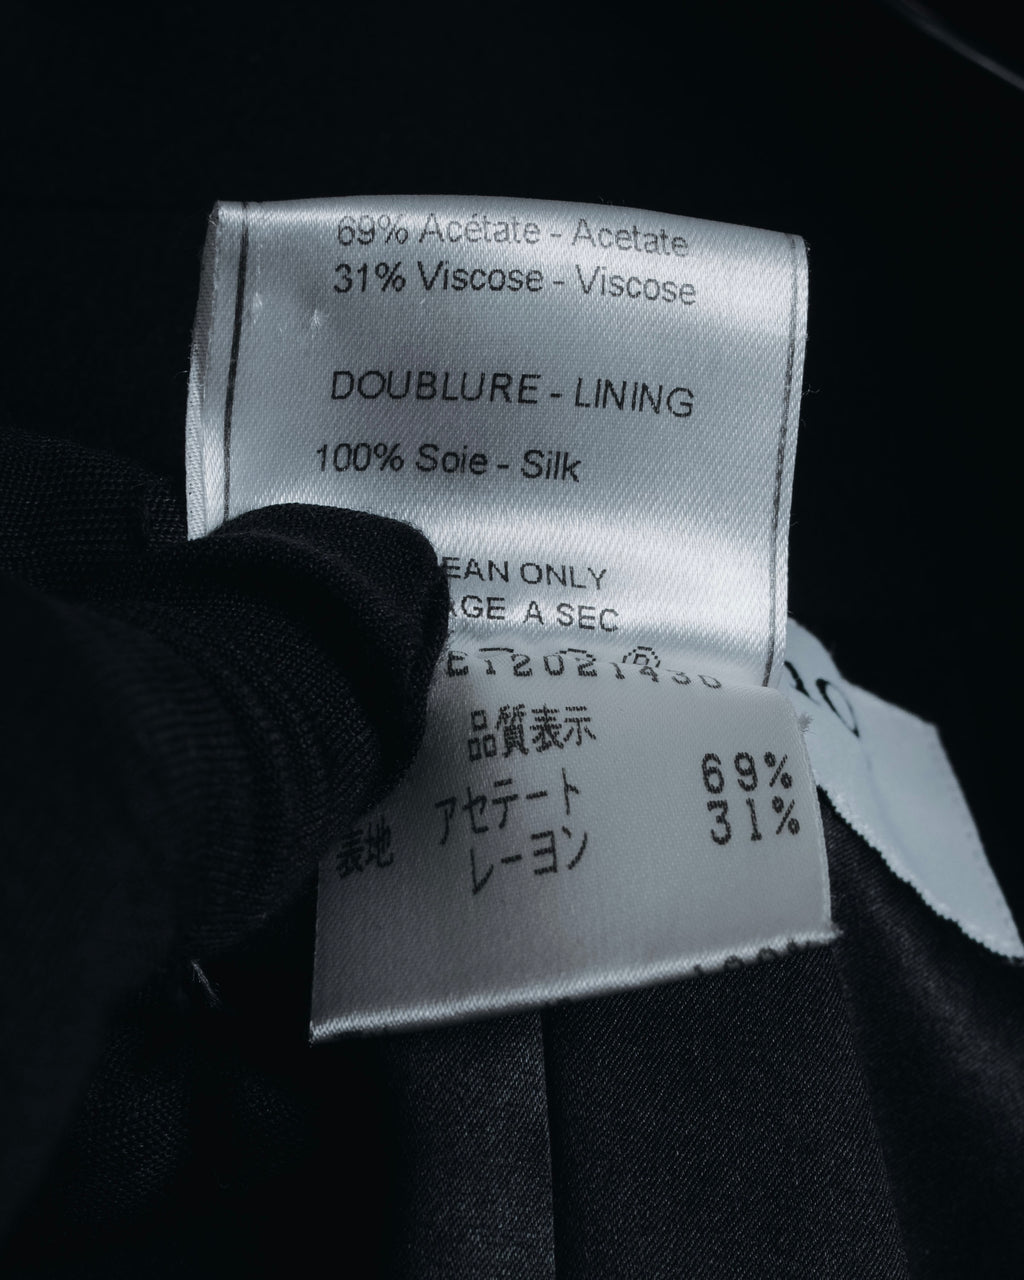 69% Acétate - Acetate
31% Viscose - Viscose
DOUBLURE - LINING
100% Soie - Silk
EAN ONLY
AGE A SEC
品質表示
表地 アセテート 69%
レーヨン 31%